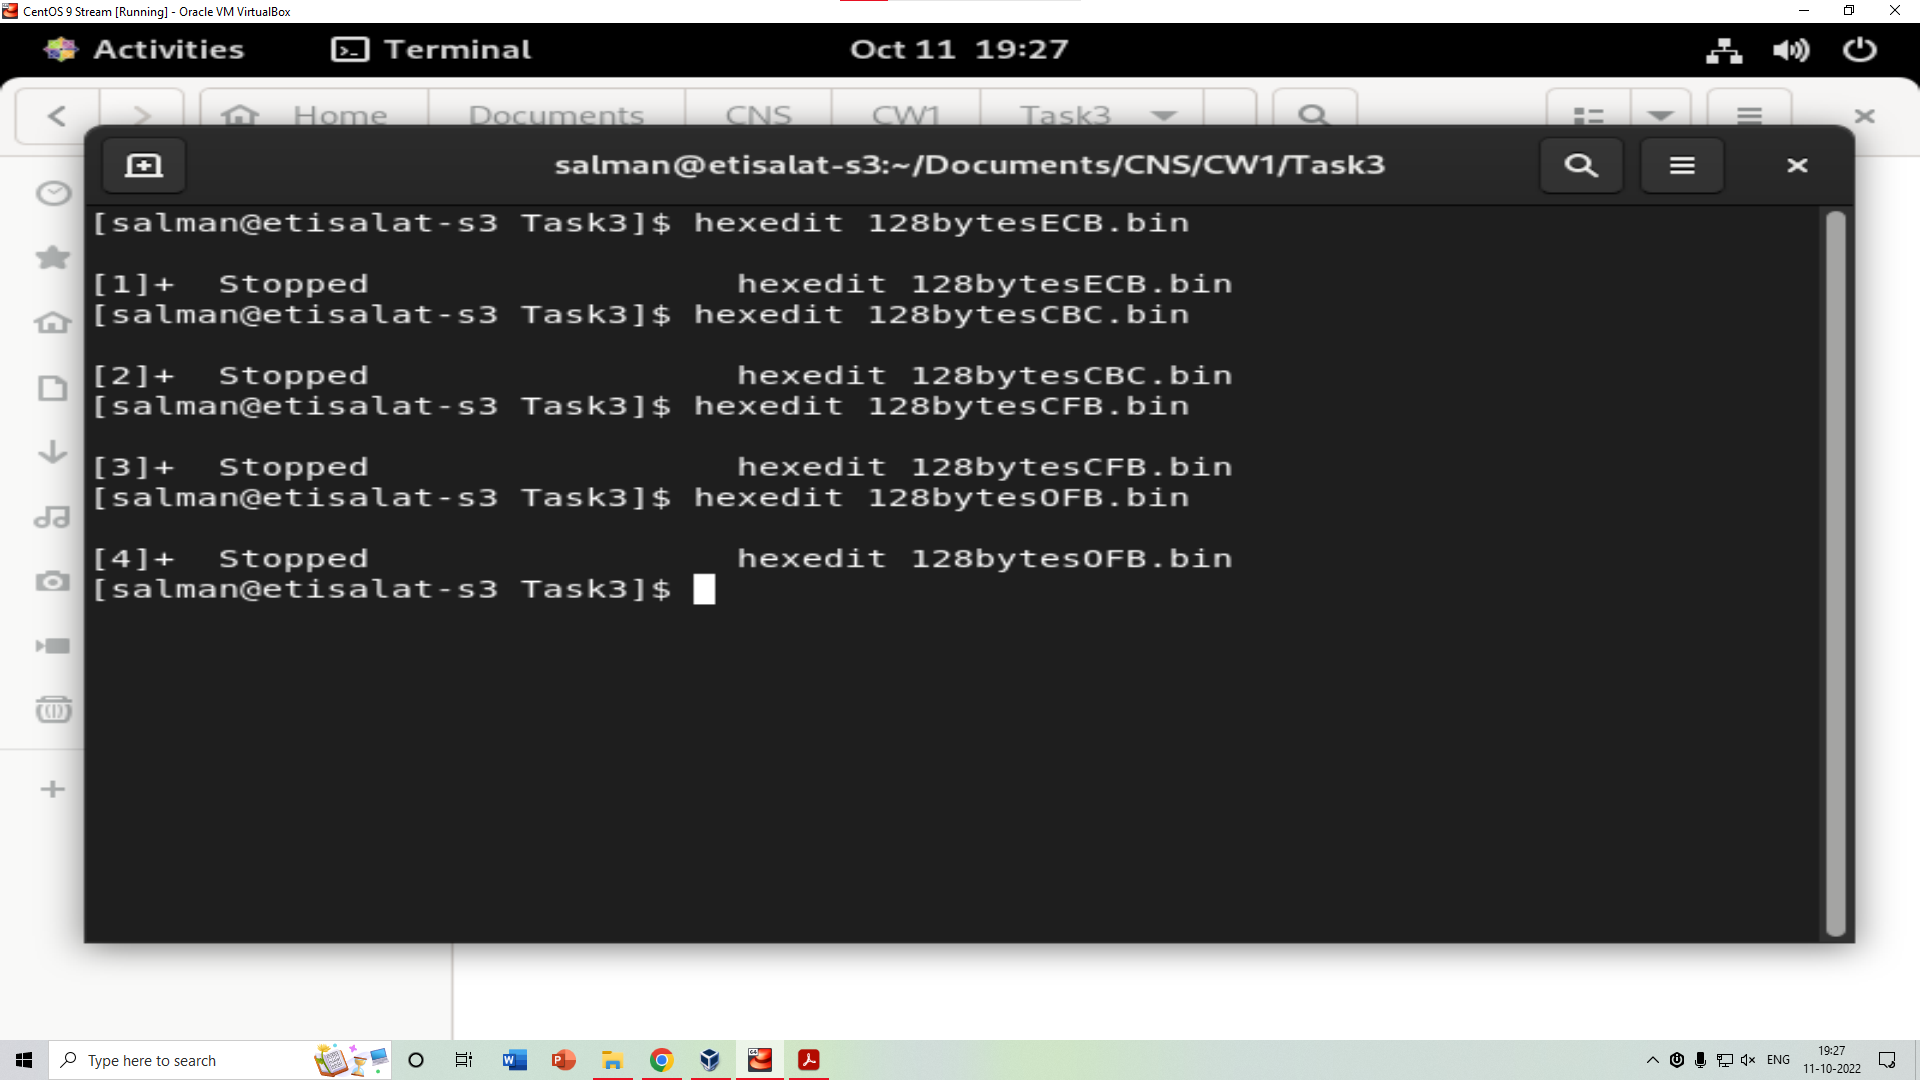 CentOS 9 Stream [Running] - Oracle VM VirtualBox
Activities Terminal Oct 11 19:27
Home Documents CNS CW1 Task3
salman@etisalat-s3:~/Documents/CNS/CW1/Task3
[salman@etisalat-s3 Task3]$ hexedit 128bytesECB.bin
[1]+  Stopped                 hexedit 128bytesECB.bin
[salman@etisalat-s3 Task3]$ hexedit 128bytesCBC.bin
[2]+  Stopped                 hexedit 128bytesCBC.bin
[salman@etisalat-s3 Task3]$ hexedit 128bytesCFB.bin
[3]+  Stopped                 hexedit 128bytesCFB.bin
[salman@etisalat-s3 Task3]$ hexedit 128bytesOFB.bin
[4]+  Stopped                 hexedit 128bytesOFB.bin
[salman@etisalat-s3 Task3]$
Type here to search
ENG
19:27
11-10-2022